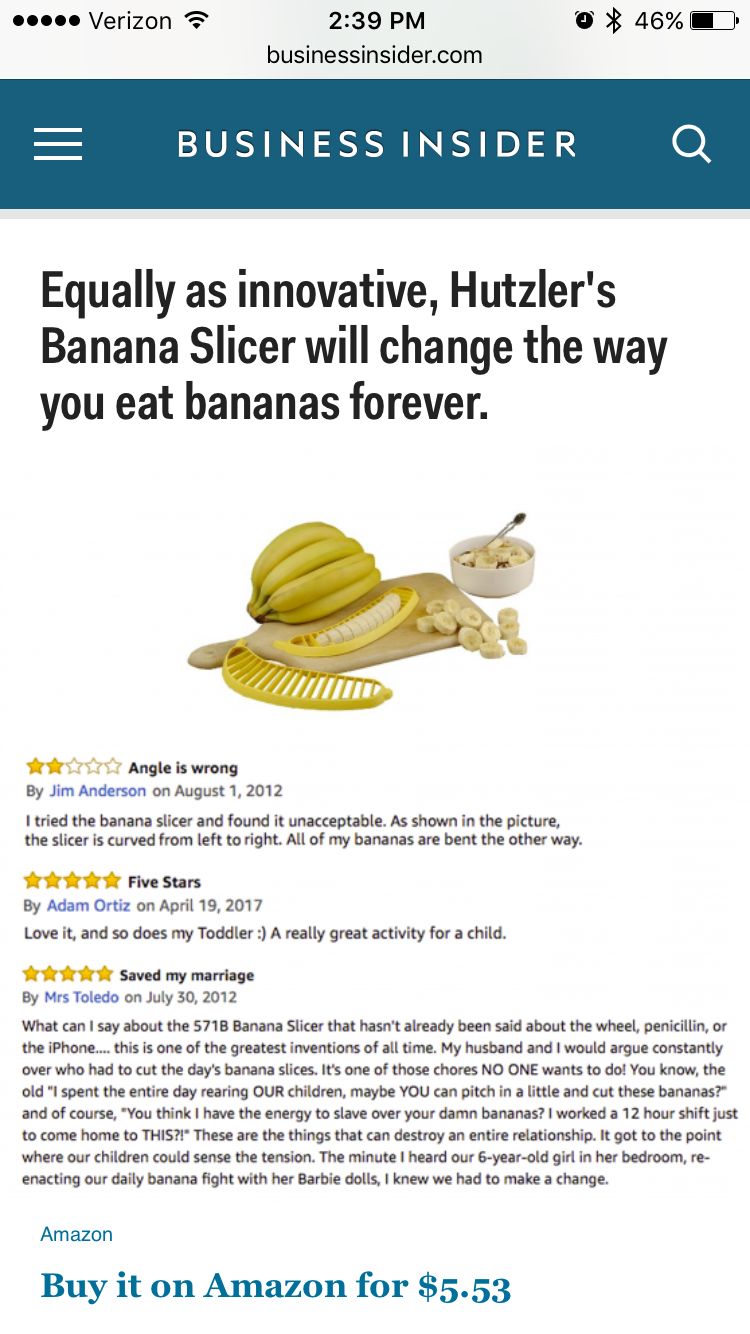 Verizon 2:39 PM 46%
businessinsider.com
BUSINESS INSIDER
Equally as innovative, Hutzler's
Banana Slicer will change the way
you eat bananas forever.
Angle is wrong
By Jim Anderson on August 1, 2012
I tried the banana slicer and found it unacceptable. As shown in the picture,
the slicer is curved from left to right. All of my bananas are bent the other way.
Five Stars
By Adam Ortiz on April 19, 2017
Love it, and so does my Toddler :) A really great activity for a child.
Saved my marriage
By Mrs Toledo on July 30, 2012
What can I say about the 571B Banana Slicer that hasn't already been said about the wheel, penicillin, or
the iPhone.... this is one of the greatest inventions of all time. My husband and I would argue constantly
over who had to cut the day's banana slices. It's one of those chores NO ONE wants to do! You know, the
old "I spent the entire day rearing OUR children, maybe YOU can pitch in a little and cut these bananas?"
and of course, "You think I have the energy to slave over your damn bananas? I worked a 12 hour shift just
to come home to THIS?!" These are the things that can destroy an entire relationship. It got to the point
where our children could sense the tension. The minute I heard our 6-year-old girl in her bedroom, re-
enacting our daily banana fight with her Barbie dolls, I knew we had to make a change.
Amazon
Buy it on Amazon for $5.53